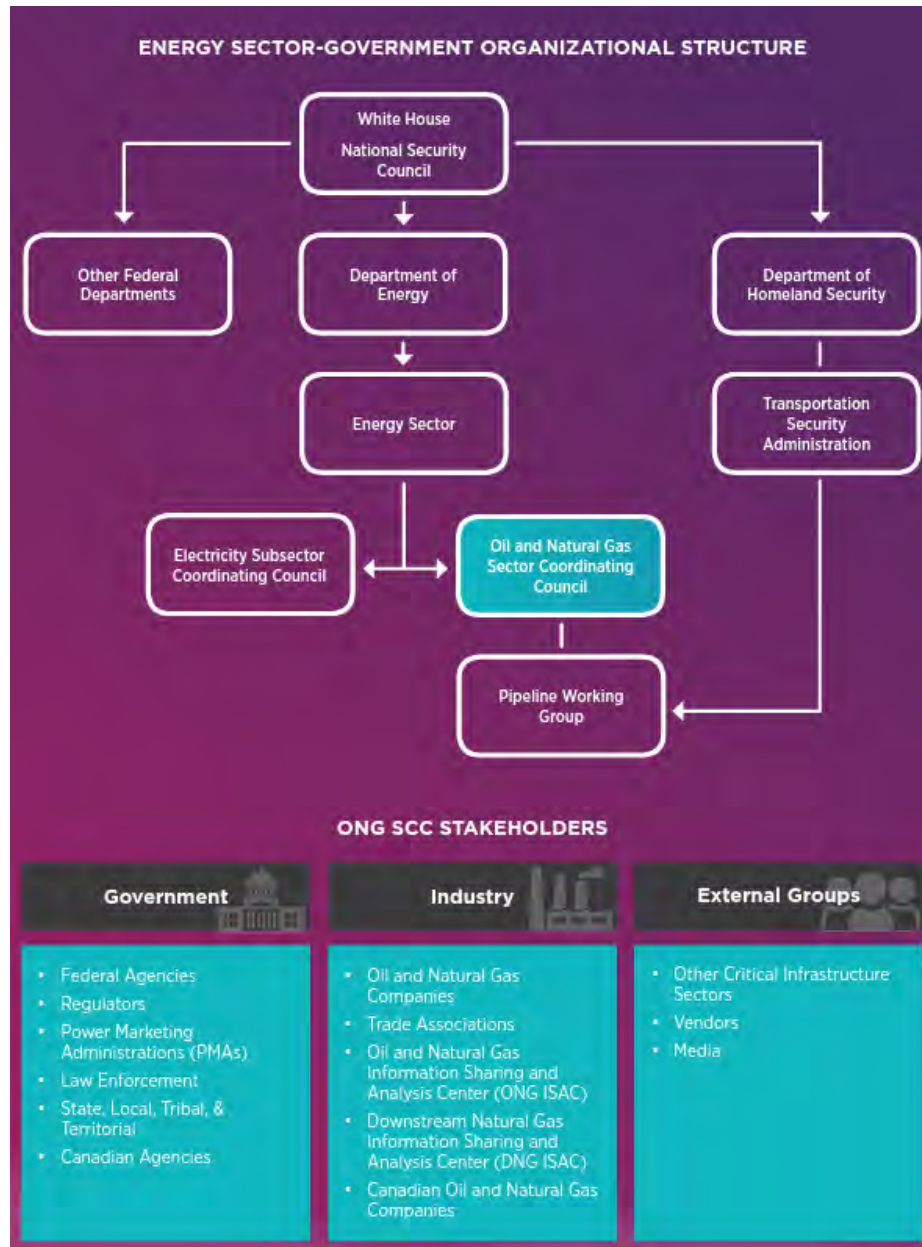 ENERGY SECTOR-GOVERNMENT ORGANIZATIONAL STRUCTURE
White House
National Security
Council
Other Federal
Departments
Department of
Energy
Department of
Homeland Security
Energy Sector
Transportation
Security
Administration
Electricity Subsector
Coordinating Council
Oil and Natural Gas
Sector Coordinating
Council
Pipeline Working
Group
ONG SCC STAKEHOLDERS
Government
• Federal Agencies
• Regulators
• Power Marketing
Administrations (PMAs)
• Law Enforcement
• State, Local, Tribal, &
Territorial
• Canadian Agencies
Industry
• Oil and Natural Gas
Companies
• Trade Associations
• Oil and Natural Gas
Information Sharing and
Analysis Center (ONG ISAC)
• Downstream Natural Gas
Information Sharing and
Analysis Center (DNG ISAC)
• Canadian Oil and Natural Gas
Companies
External Groups
• Other Critical Infrastructure
Sectors
• Vendors
• Media